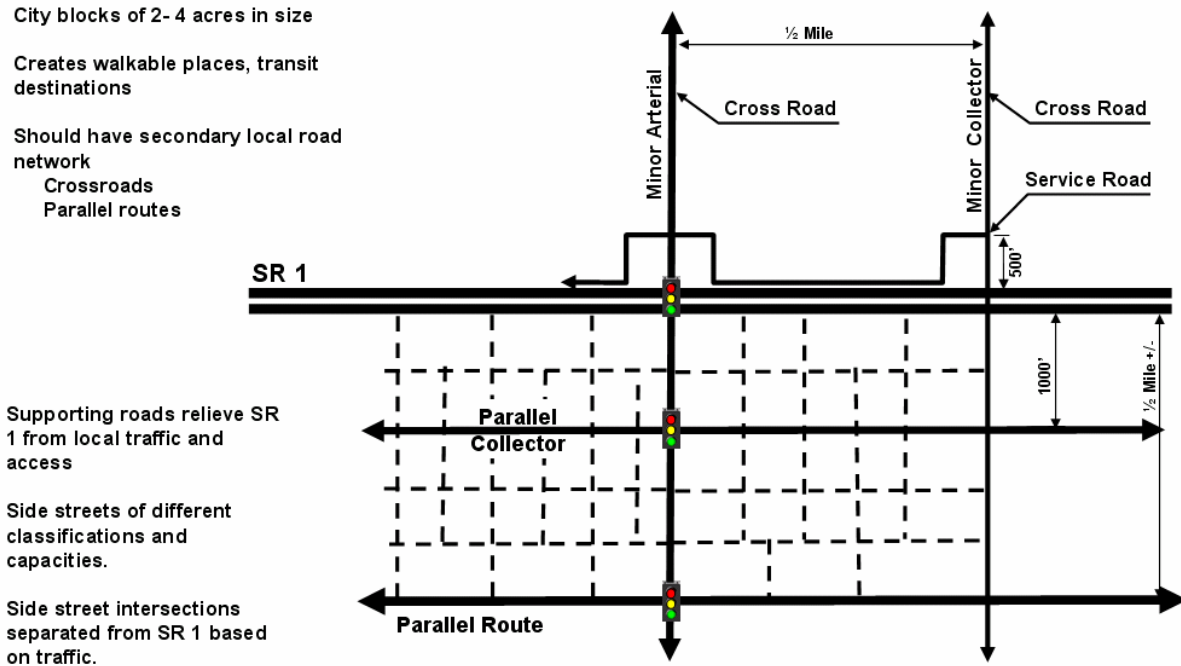 City blocks of 2- 4 acres in size
Creates walkable places, transit
destinations
Should have secondary local road
network
Crossroads
Parallel routes
½ Mile
Minor Arterial
Cross Road
Minor Collector
Cross Road
Service Road
500’
SR 1
1000’
½ Mile +/-
Supporting roads relieve SR
1 from local traffic and
access
Parallel
Collector
Side streets of different
classifications and
capacities.
Side street intersections
separated from SR 1 based
on traffic.
Parallel Route